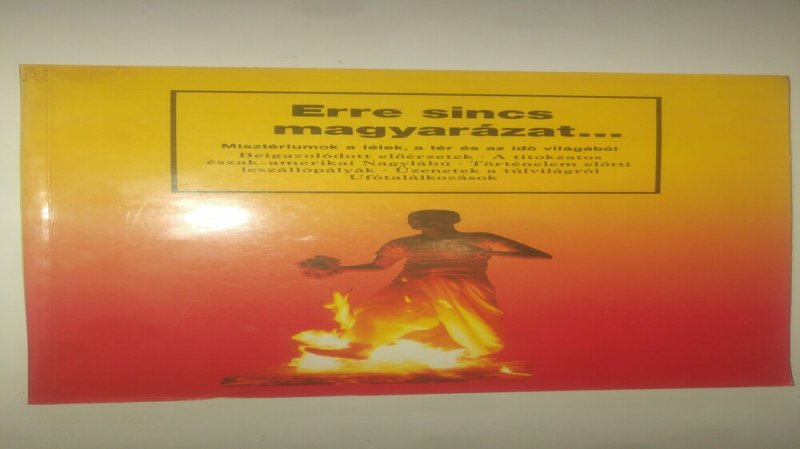 Erre sincs
magyarázat...
Misztériumok a lélek, a tér és az idő világából
Beigazolódott előérzetek · A titokzatos
észak-amerikai Nagylábú · Történelem előtti
leszállópályák · Üzenetek a túlvilágról
Ufótalálkozások